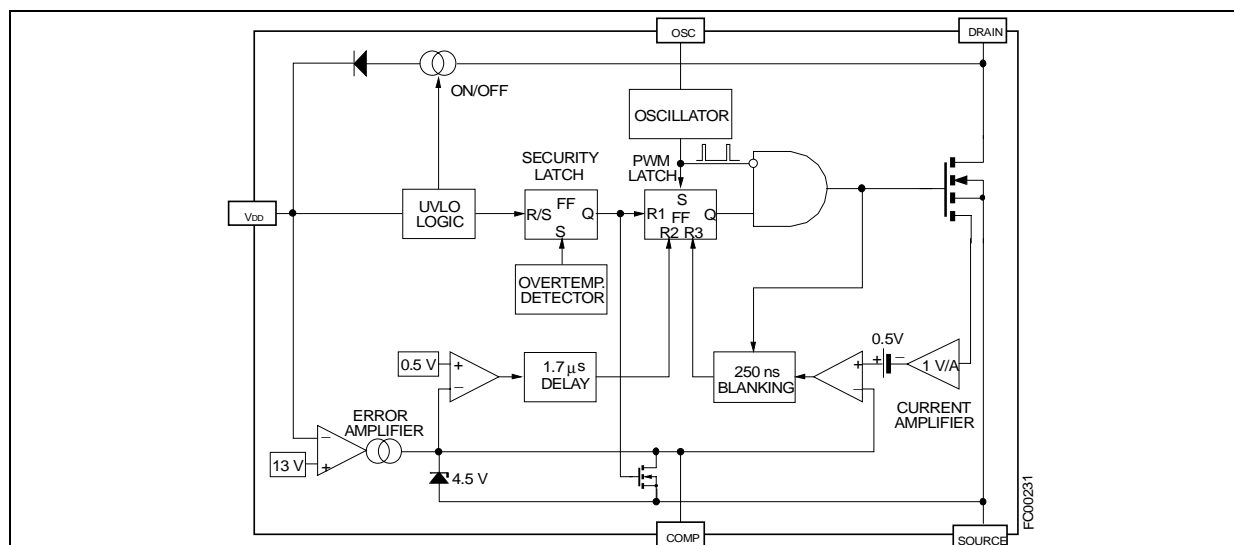 OSC
DRAIN
ON/OFF
OSCILLATOR
SECURITY
LATCH
PWM
LATCH
VDD
UVLO
LOGIC
R/S FF Q
S
S
R1 FF Q
R2 R3
OVERTEMP.
DETECTOR
0.5V
+ −
0.5 V
+
−
1.7 μs
DELAY
250 ns
BLANKING
+
−
1 V/A
ERROR
AMPLIFIER
CURRENT
AMPLIFIER
−
13 V
+
4.5 V
FC00231
COMP
SOURCE